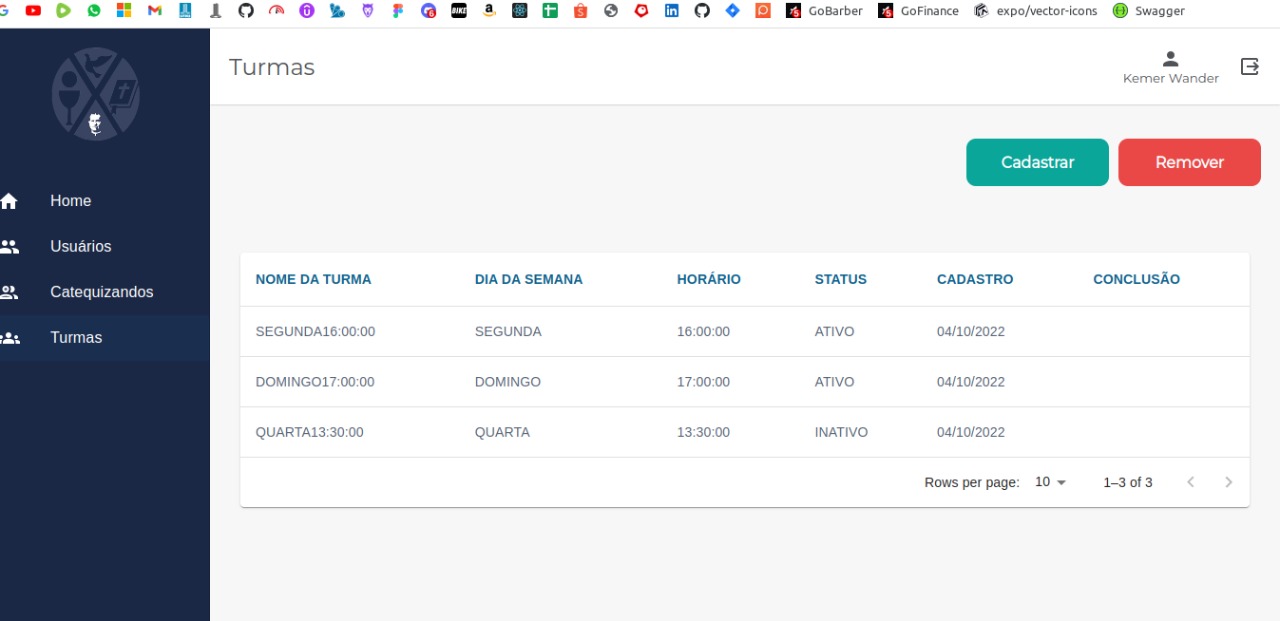 GoBarber GoFinance expo/vector-icons Swagger
Turmas
Kemer Wander
Cadastrar Remover
Home
Usuários
Catequizandos
Turmas
NOME DA TURMA DIA DA SEMANA HORÁRIO STATUS CADASTRO CONCLUSÃO
SEGUNDA16:00:00 SEGUNDA 16:00:00 ATIVO 04/10/2022
DOMINGO17:00:00 DOMINGO 17:00:00 ATIVO 04/10/2022
QUARTA13:30:00 QUARTA 13:30:00 INATIVO 04/10/2022
Rows per page: 10 1–3 of 3